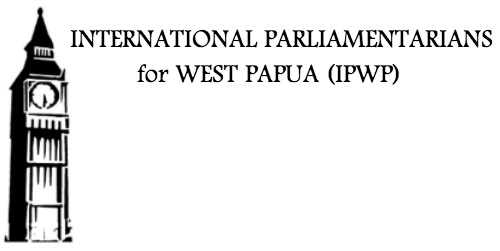 INTERNATIONAL PARLIAMENTARIANS
for WEST PAPUA (IPWP)